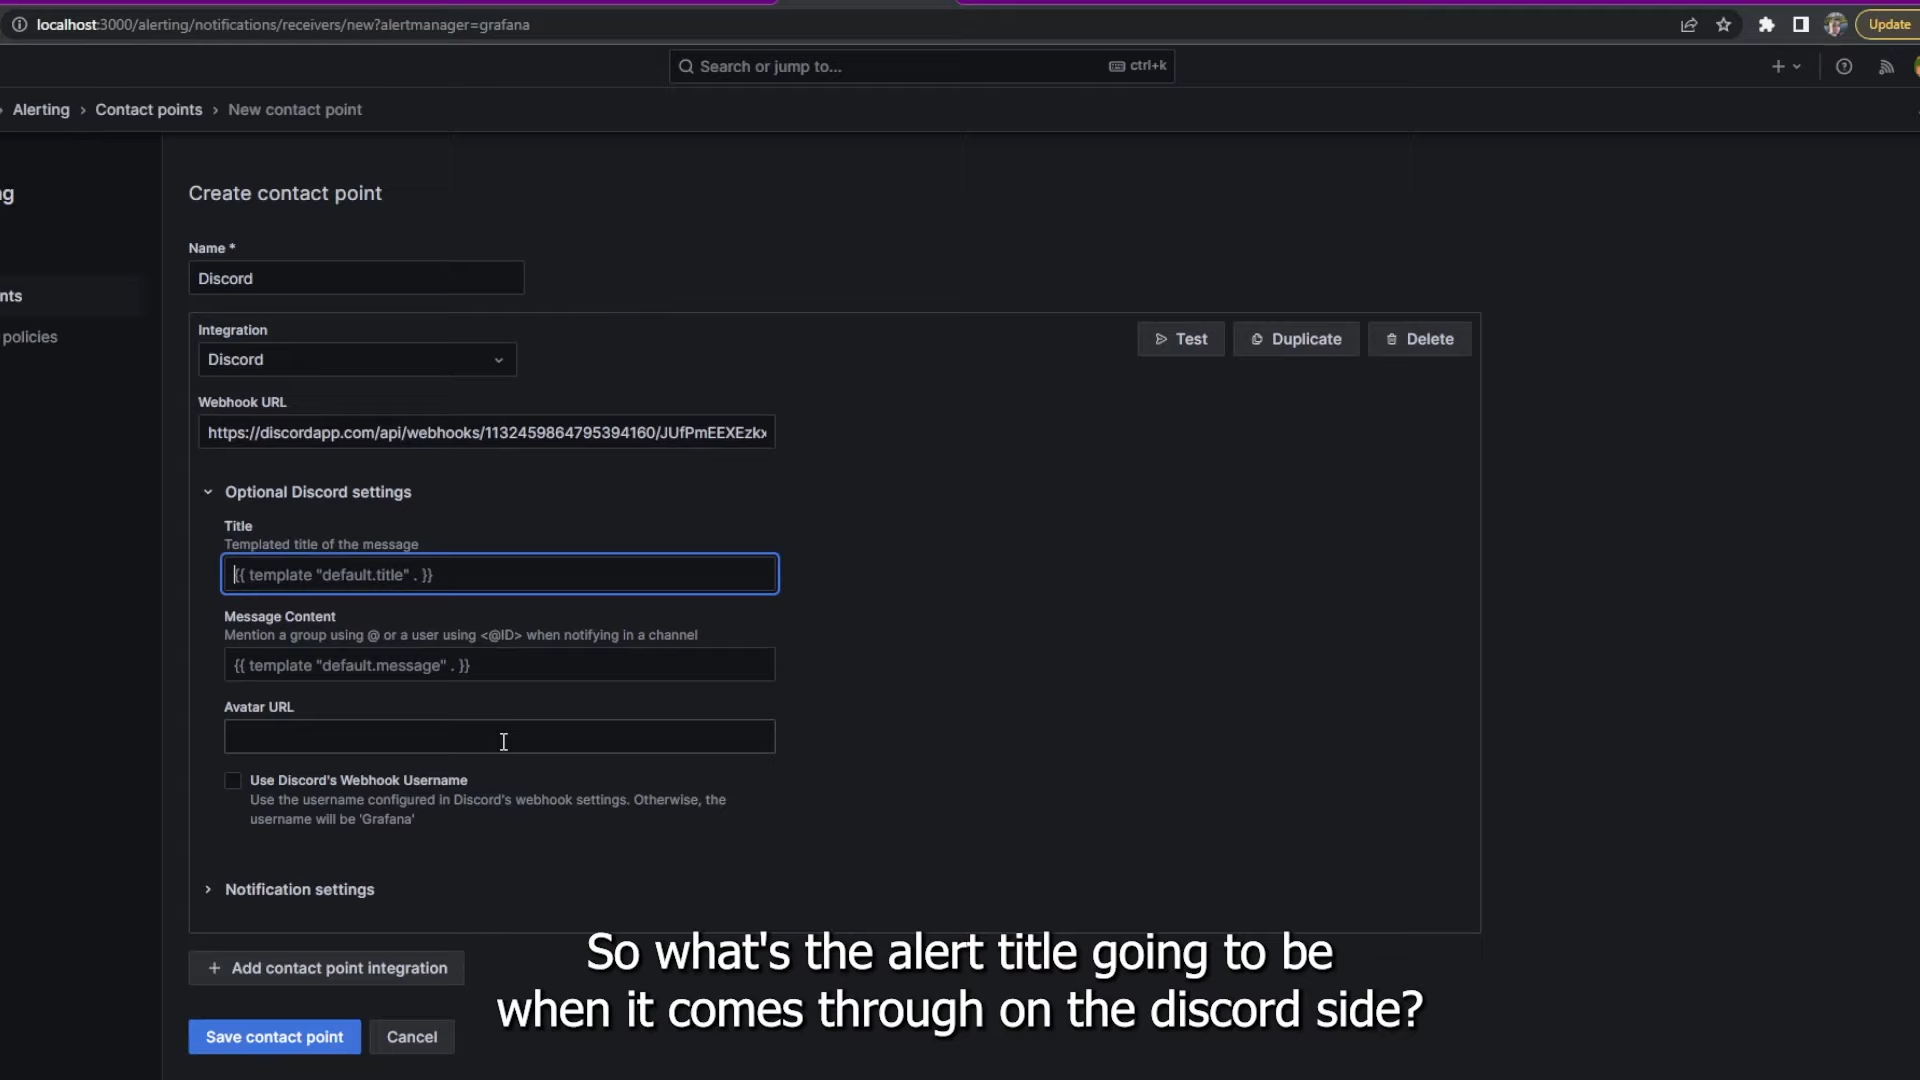 localhost:3000/alerting/notifications/receivers/new?alertmanager=grafana
Update
Search or jump to...
ctrl+k
Alerting › Contact points › New contact point
ng
nts
policies
Create contact point
Name *
Discord
Integration
Discord
Test
Duplicate
Delete
Webhook URL
https://discordapp.com/api/webhooks/1132459864795394160/JUfPmEEXEzkx
Optional Discord settings
Title
Templated title of the message
{{ template "default.title" . }}
Message Content
Mention a group using @ or a user using <@ID> when notifying in a channel
{{ template "default.message" . }}
Avatar URL
Use Discord's Webhook Username
Use the username configured in Discord's webhook settings. Otherwise, the
username will be 'Grafana'
Notification settings
+ Add contact point integration
Save contact point
Cancel
So what's the alert title going to be
when it comes through on the discord side?